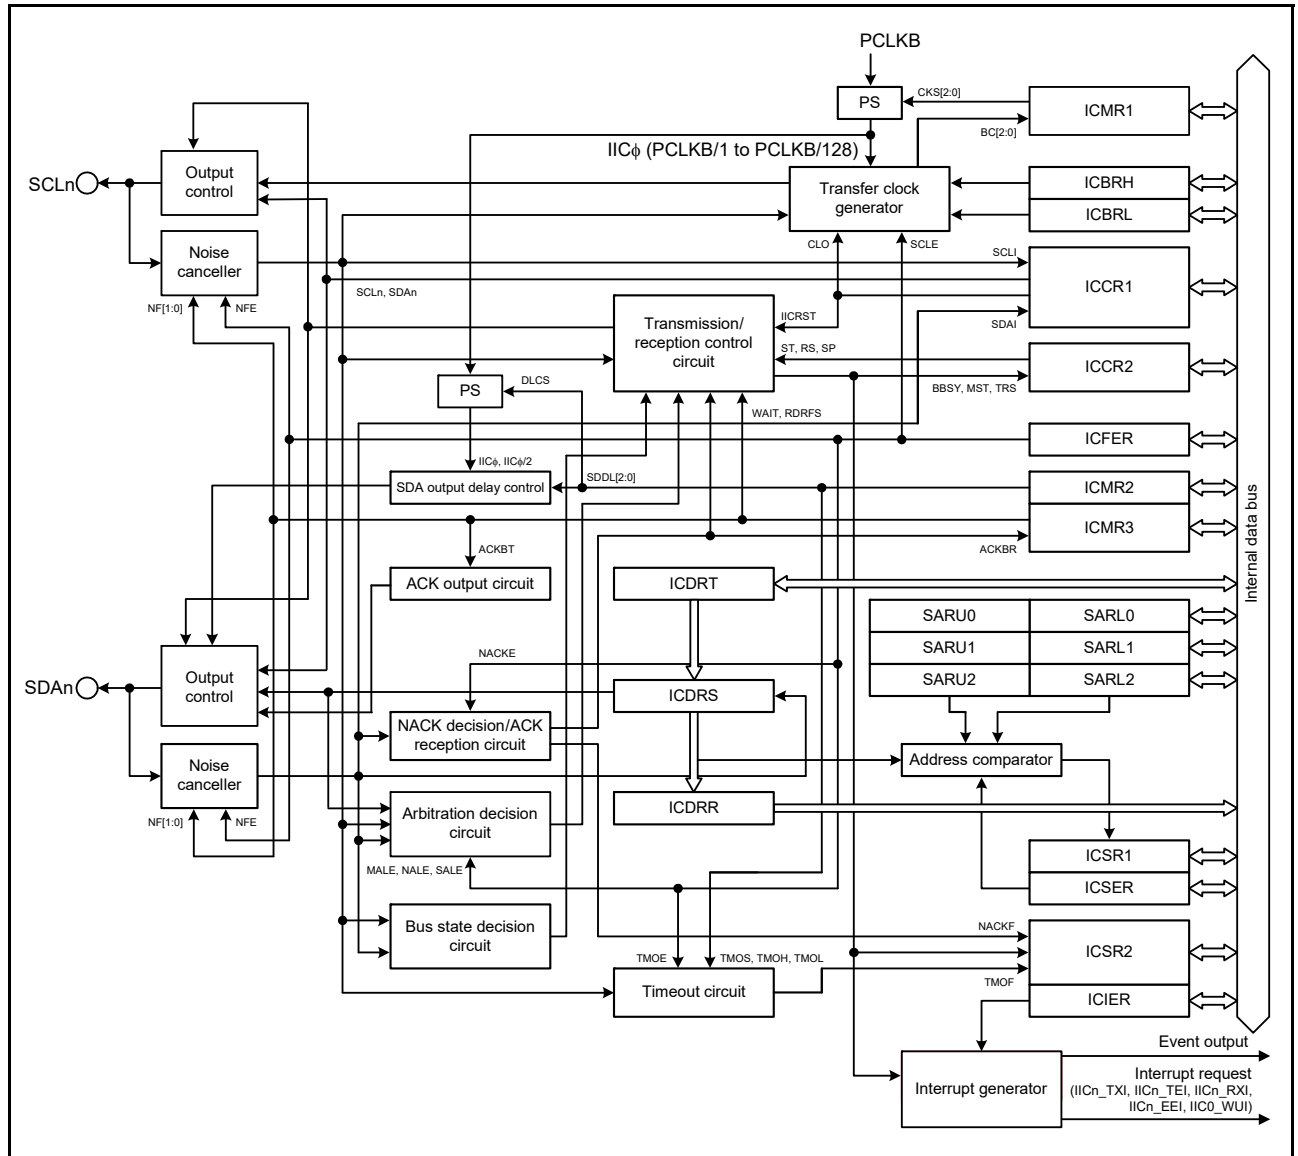 PCLKB
PS
CKS[2:0]
ICMR1
BC[2:0]
IICϕ (PCLKB/1 to PCLKB/128)
SCLn
Output
control
Transfer clock
generator
ICBRH
ICBRL
Noise
canceller
CLO
SCLE
SCLI
ICCR1
NF[1:0]
NFE
SCLn, SDAn
Transmission/
reception control
circuit
IICRST
SDAI
ST, RS, SP
ICCR2
PS
DLCS
BBSY, MST, TRS
WAIT, RDRFS
ICFER
IICϕ, IICϕ/2
SDA output delay control
SDDL[2:0]
ICMR2
ICMR3
ACKBT
ACKBR
ACK output circuit
ICDRT
Internal data bus
SARU0
SARL0
SARU1
SARL1
SARU2
SARL2
NACKE
SDAn
Output
control
ICDRS
NACK decision/ACK
reception circuit
Address comparator
Noise
canceller
ICDRR
NF[1:0]
NFE
Arbitration decision
circuit
MALE, NALE, SALE
ICSR1
ICSER
Bus state decision
circuit
NACKF
ICSR2
TMOE
TMOS, TMOH, TMOL
TMOF
Timeout circuit
ICIER
Event output
Interrupt generator
Interrupt request
(IICn_TXI, IICn_TEI, IICn_RXI,
IICn_EEI, IIC0_WUI)